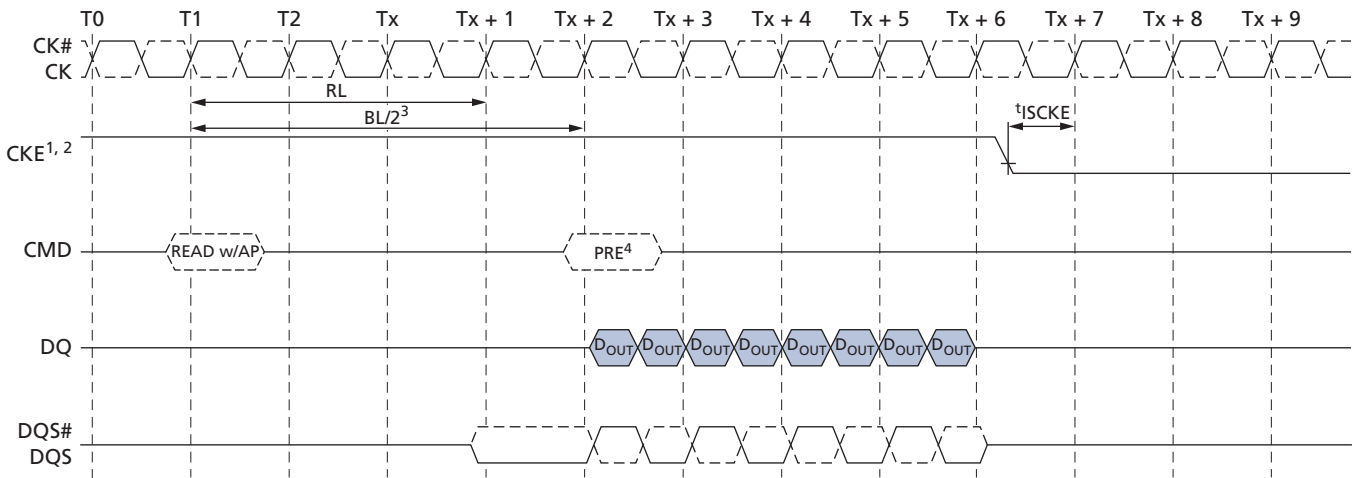 T0 T1 T2 Tx Tx + 1 Tx + 2 Tx + 3 Tx + 4 Tx + 5 Tx + 6 Tx + 7 Tx + 8 Tx + 9
CK#
CK
RL
BL/2³
tISCKE
CKE1, 2
CMD READ w/AP PRE⁴
DQ DOUT DOUT DOUT DOUT DOUT DOUT DOUT DOUT
DQS#
DQS